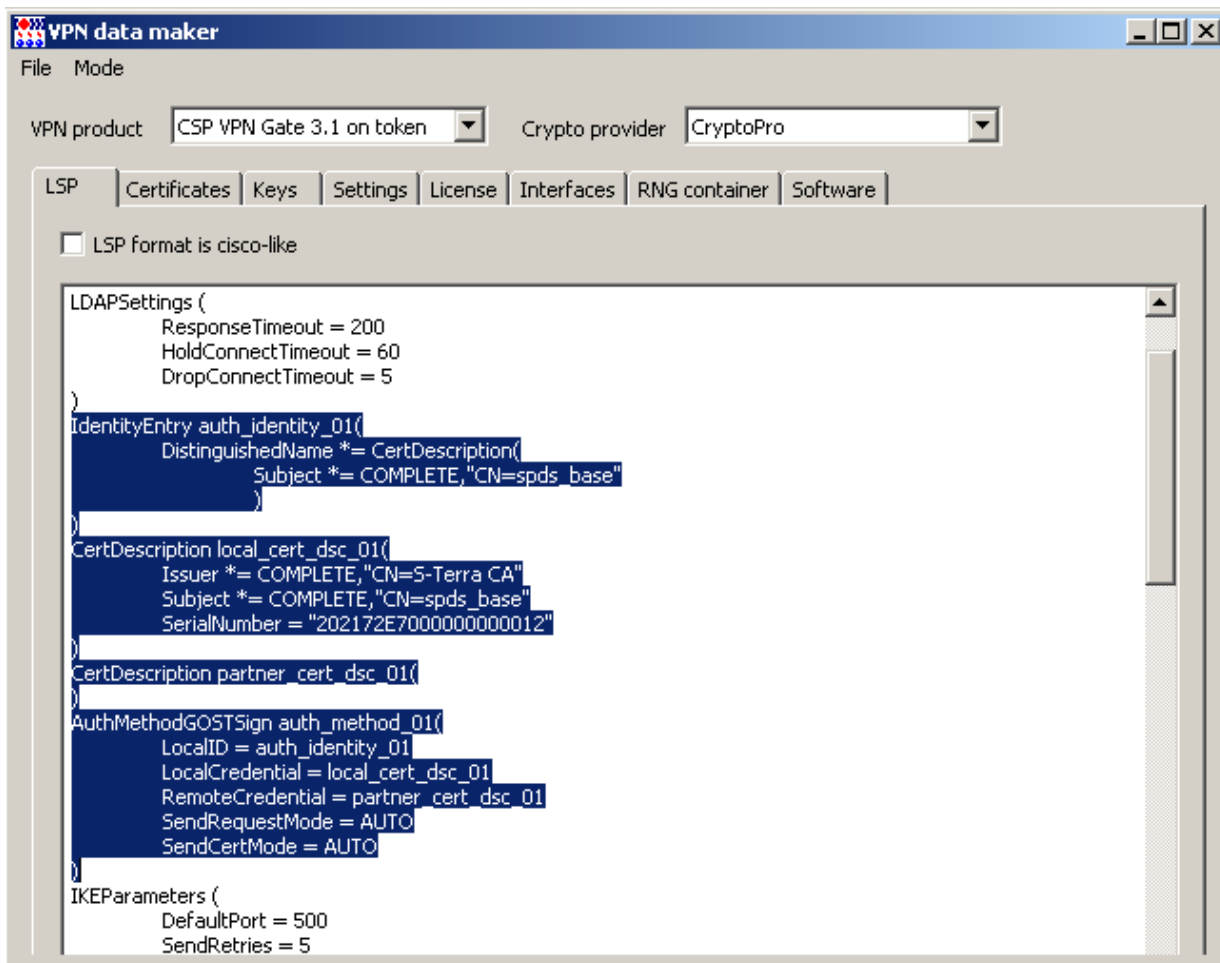 VPN data maker
File Mode
VPN product CSP VPN Gate 3.1 on token Crypto provider CryptoPro
LSP Certificates Keys Settings License Interfaces RNG container Software
LSP format is cisco-like
LDAPSettings (
ResponseTimeout = 200
HoldConnectTimeout = 60
DropConnectTimeout = 5
)
IdentityEntry auth_identity_01(
DistinguishedName *= CertDescription(
Subject *= COMPLETE,"CN=spds_base"
)
)
CertDescription local_cert_dsc_01(
Issuer *= COMPLETE,"CN=S-Terra CA"
Subject *= COMPLETE,"CN=spds_base"
SerialNumber = "202172E7000000000012"
)
CertDescription partner_cert_dsc_01(
)
AuthMethodGOSTSign auth_method_01(
LocalID = auth_identity_01
LocalCredential = local_cert_dsc_01
RemoteCredential = partner_cert_dsc_01
SendRequestMode = AUTO
SendCertMode = AUTO
)
IKEParameters (
DefaultPort = 500
SendRetries = 5